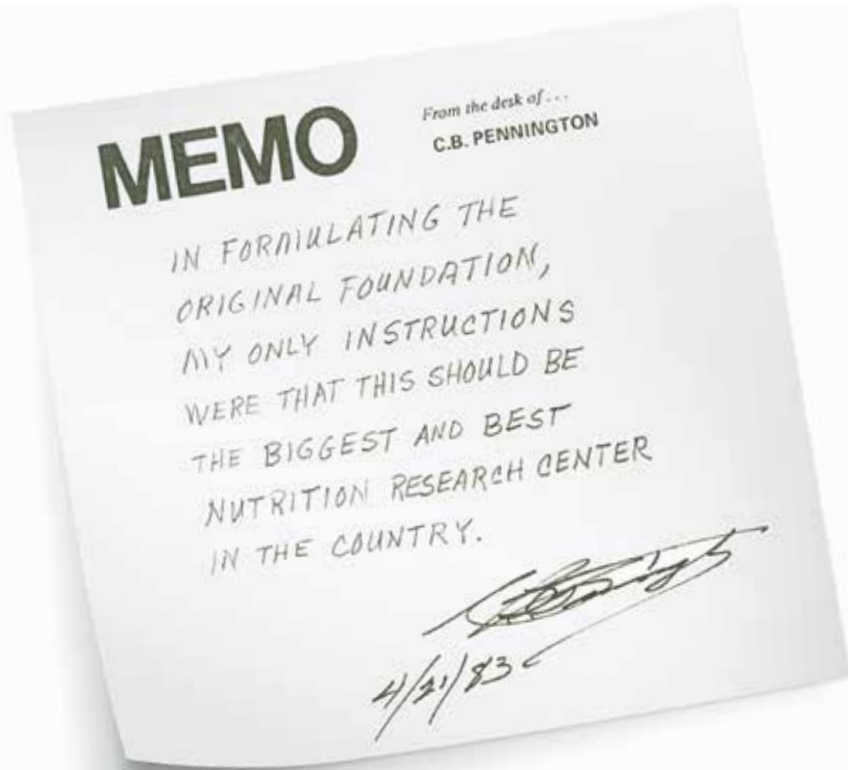 MEMO
From the desk of...
C.B. PENNINGTON
IN FORMULATING THE
ORIGINAL FOUNDATION,
MY ONLY INSTRUCTIONS
WERE THAT THIS SHOULD BE
THE BIGGEST AND BEST
NUTRITION RESEARCH CENTER
IN THE COUNTRY.
4/21/83